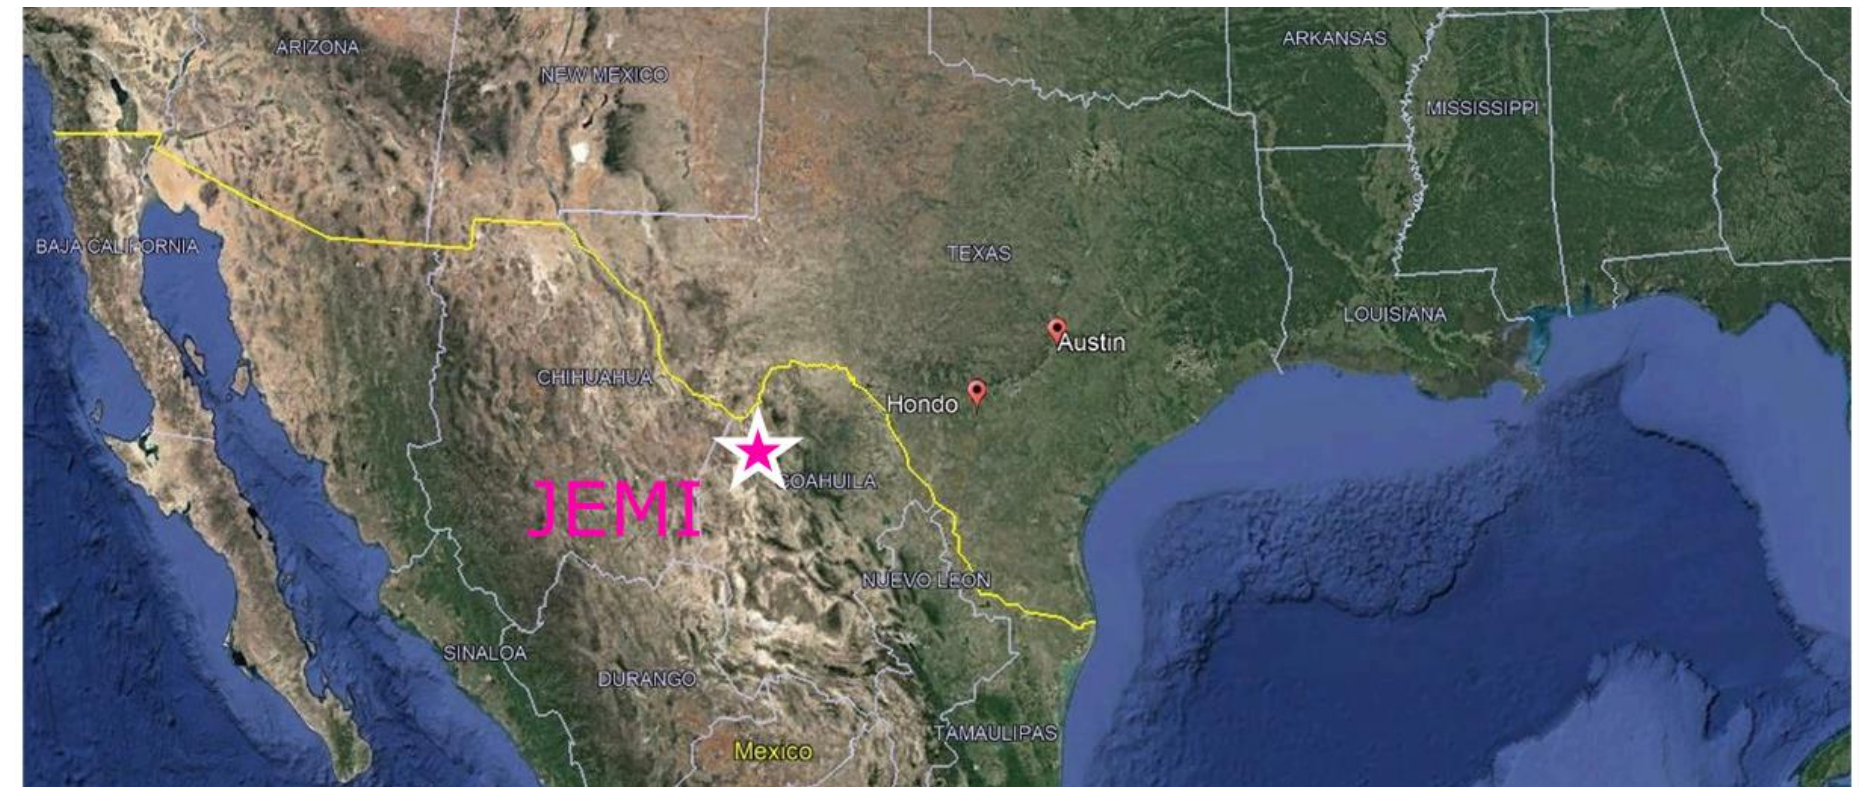 ARIZONA
NEW MEXICO
ARKANSAS
MISSISSIPPI
BAJA CALIFORNIA
TEXAS
LOUISIANA
Austin
CHIHUAHUA
Hondo
COAHUILA
JEMI
NUEVO LEON
SINALOA
DURANGO
TAMAULIPAS
Mexico